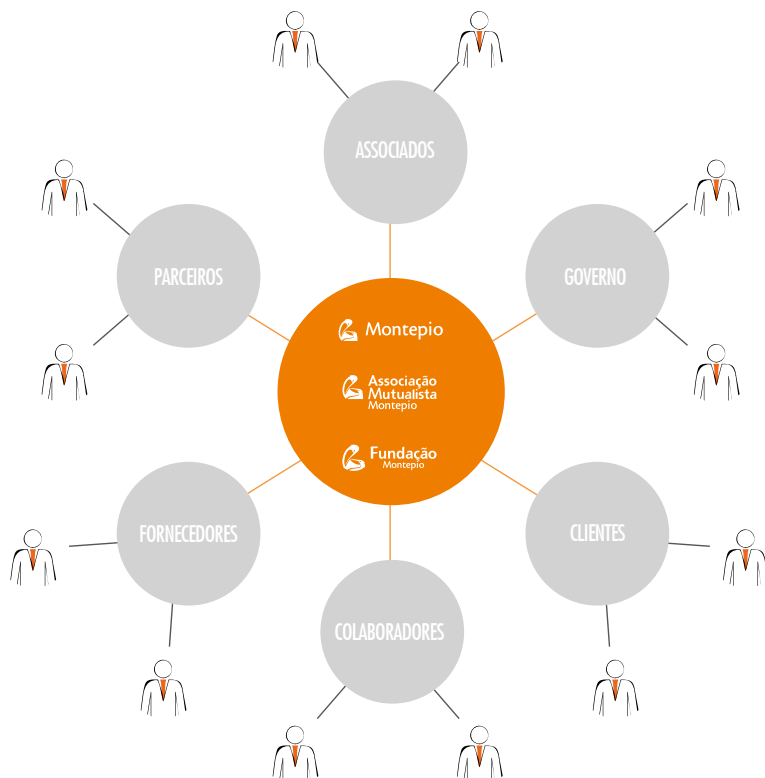 ASSOCIADOS
PARCEIROS
GOVERNO
Montepio
Associação
Mutualista
Montepio
Fundação
Montepio
FORNECEDORES
CLIENTES
COLABORADORES